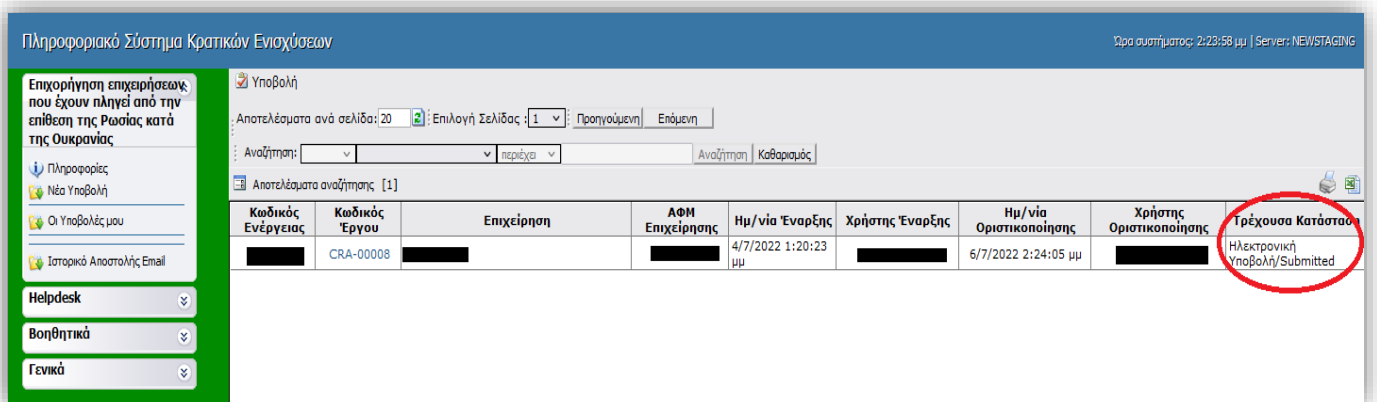 Πληροφοριακό Σύστημα Κρατικών Ενισχύσεων
Ώρα συστήματος: 2:23:58 μμ | Server: NEWSTAGING
Επιχορήγηση επιχειρήσεων
που έχουν πληγεί από την
επίθεση της Ρωσίας κατά
της Ουκρανίας
Πληροφορίες
Νέα Υποβολή
Οι Υποβολές μου
Ιστορικό Αποστολής Email
Helpdesk
Βοηθητικά
Γενικά
Υποβολή
Αποτελέσματα ανά σελίδα: 20 Επιλογή Σελίδας : 1 Προηγούμενη Επόμενη
Αναζήτηση: περιέχει Αναζήτηση Καθαρισμός
Αποτελέσματα αναζήτησης [1]
Κωδικός Ενέργειας Κωδικός Έργου Επιχείρηση ΑΦΜ Επιχείρησης Ημ/νία Έναρξης Χρήστης Έναρξης Ημ/νία Οριστικοποίησης Χρήστης Οριστικοποίησης Τρέχουσα Κατάσταση
CRA-00008 4/7/2022 1:20:23 μμ 6/7/2022 2:24:05 μμ Ηλεκτρονική Υποβολή/Submitted